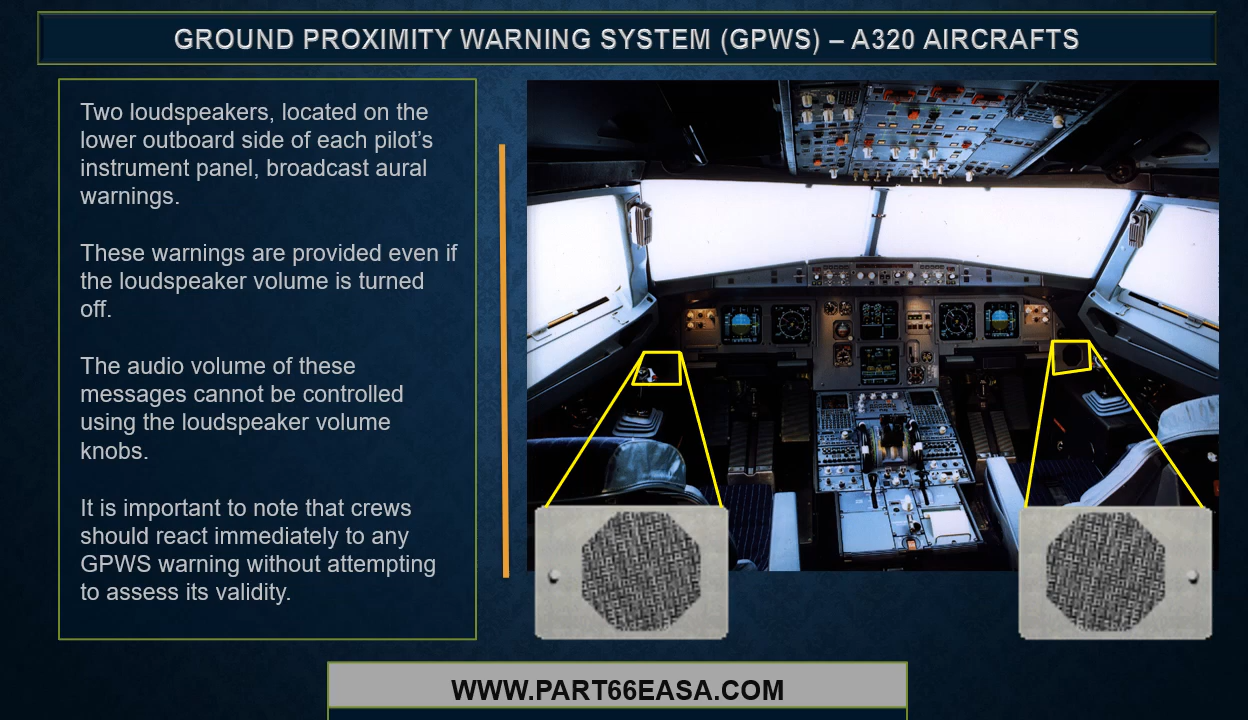 GROUND PROXIMITY WARNING SYSTEM (GPWS) – A320 AIRCRAFTS
Two loudspeakers, located on the
lower outboard side of each pilot’s
instrument panel, broadcast aural
warnings.
These warnings are provided even if
the loudspeaker volume is turned
off.
The audio volume of these
messages cannot be controlled
using the loudspeaker volume
knobs.
It is important to note that crews
should react immediately to any
GPWS warning without attempting
to assess its validity.
WWW.PART66EASA.COM